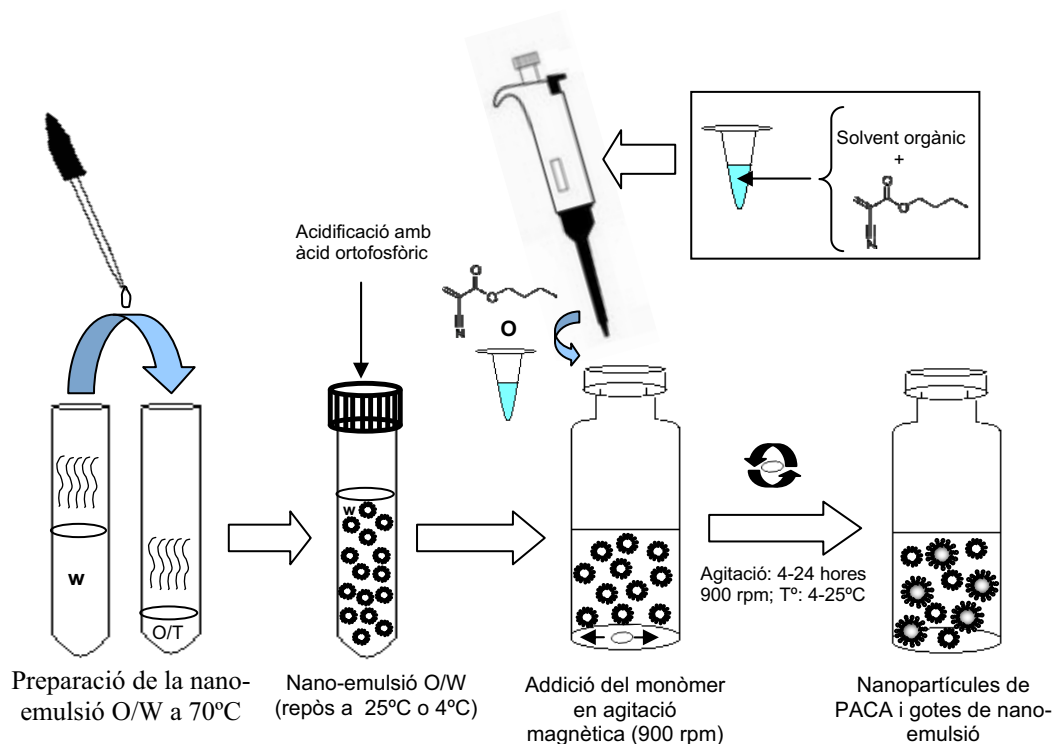 Solvent orgànic
+
O
O
N
Acidificació amb
àcid ortofosfòric
O
O
N
O
w
O/T
w
Agitació: 4-24 hores
900 rpm; Tº: 4-25ºC
Preparació de la nano-
emulsió O/W a 70ºC
Nano-emulsió O/W
(repòs a 25ºC o 4ºC)
Addició del monòmer
en agitació
magnètica (900 rpm)
Nanopartícules de
PACA i gotes de nano-
emulsió